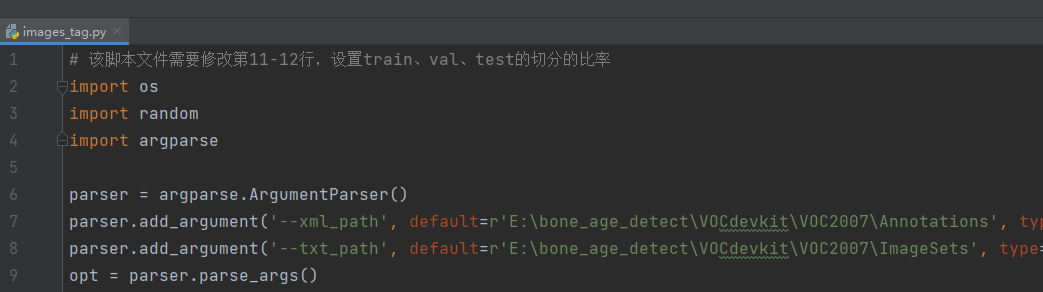 images_tag.py
1 # 该脚本文件需要修改第11-12行，设置train、val、test的切分的比率
2 import os
3 import random
4 import argparse
5
6 parser = argparse.ArgumentParser()
7 parser.add_argument('--xml_path', default=r'E:\bone_age_detect\VOCdevkit\VOC2007\Annotations', typ
8 parser.add_argument('--txt_path', default=r'E:\bone_age_detect\VOCdevkit\VOC2007\ImageSets', type=
9 opt = parser.parse_args()